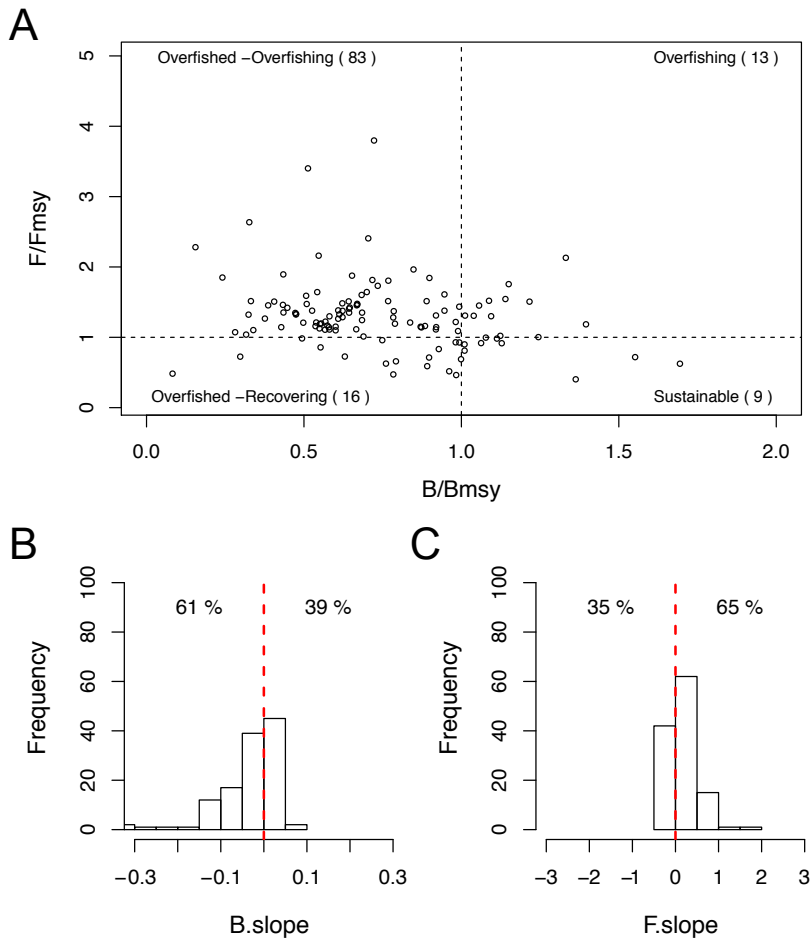 A
Overfished −Overfishing ( 83 )
Overfishing ( 13 )
5
4
3
2
1
0
F/Fmsy
Overfished −Recovering ( 16 )
Sustainable ( 9 )
0.0 0.5 1.0 1.5 2.0
B/Bmsy
B
100
80
60
40
20
0
Frequency
61 % 39 %
−0.3 −0.1 0.1 0.3
B.slope
C
100
80
60
40
20
0
Frequency
35 % 65 %
−3 −2 −1 0 1 2 3
F.slope